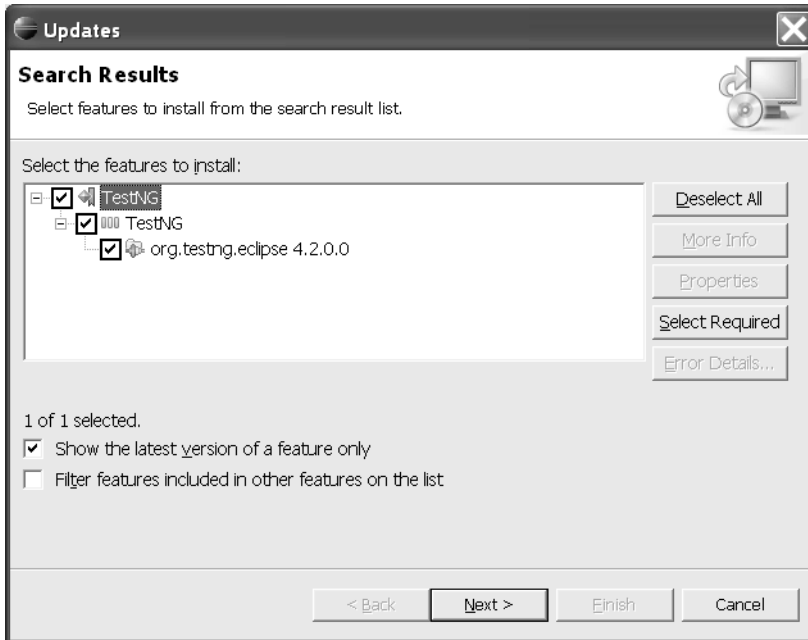 Updates
Search Results
Select features to install from the search result list.
Select the features to install:
TestNG
TestNG
org.testng.eclipse 4.2.0.0
Deselect All
More Info
Properties
Select Required
Error Details...
1 of 1 selected.
Show the latest version of a feature only
Filter features included in other features on the list
< Back Next > Finish Cancel